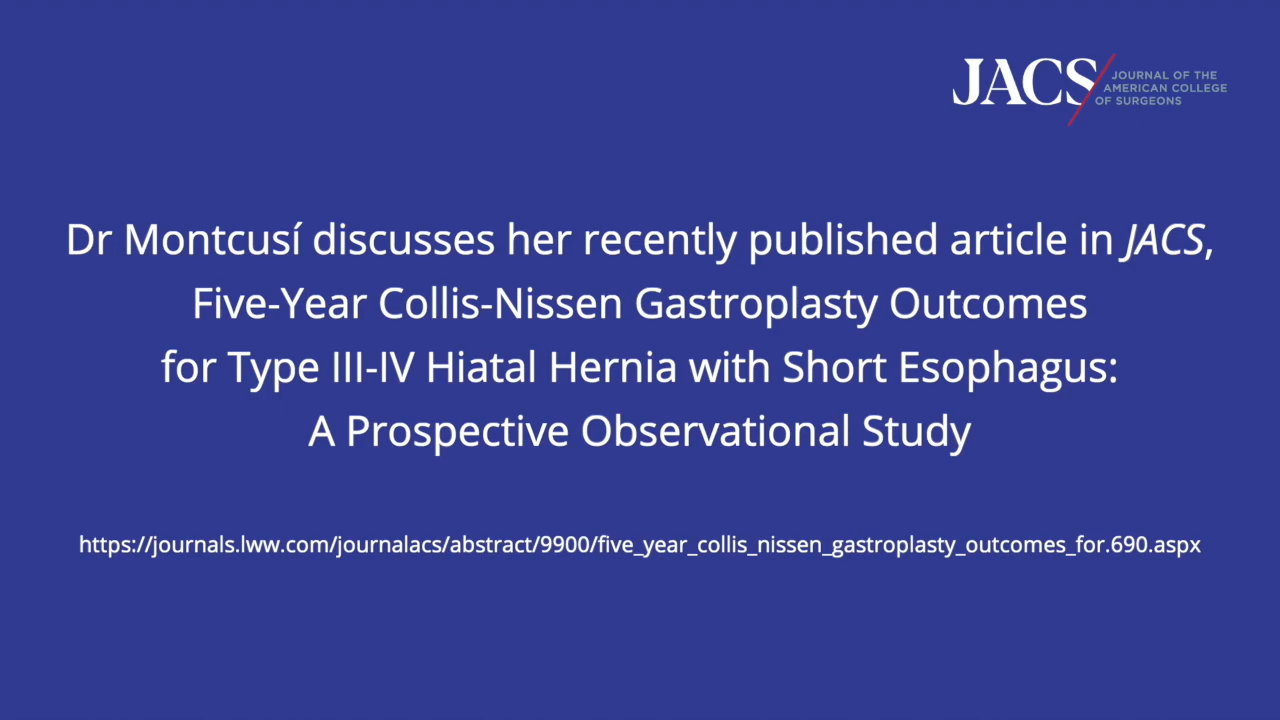 JACS
JOURNAL OF THE
AMERICAN COLLEGE
OF SURGEONS
Dr Montcusí discusses her recently published article in JACS,
Five-Year Collis-Nissen Gastroplasty Outcomes
for Type III-IV Hiatal Hernia with Short Esophagus:
A Prospective Observational Study
https://journals.lww.com/journalacs/abstract/9900/five_year_collis_nissen_gastroplasty_outcomes_for.690.aspx